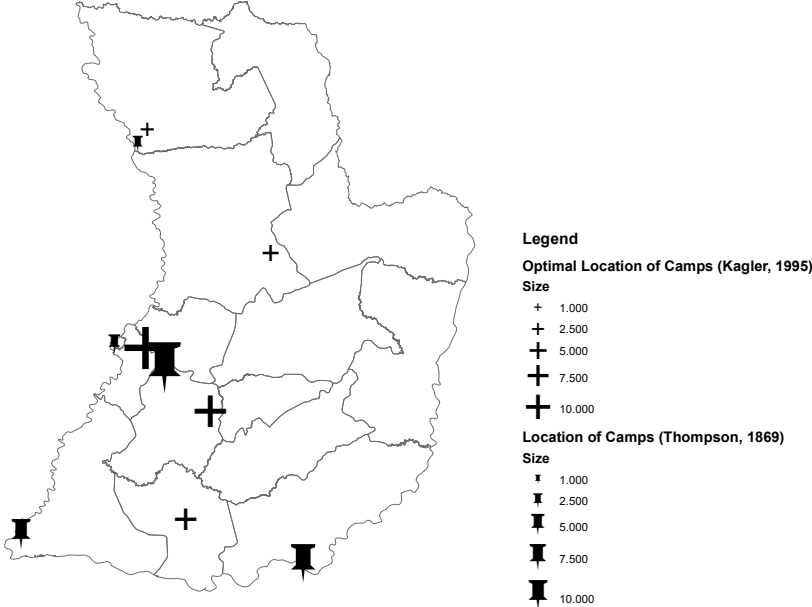 Legend
Optimal Location of Camps (Kagler, 1995)
Size
1.000
2.500
5.000
7.500
10.000
Location of Camps (Thompson, 1869)
Size
1.000
2.500
5.000
7.500
10.000